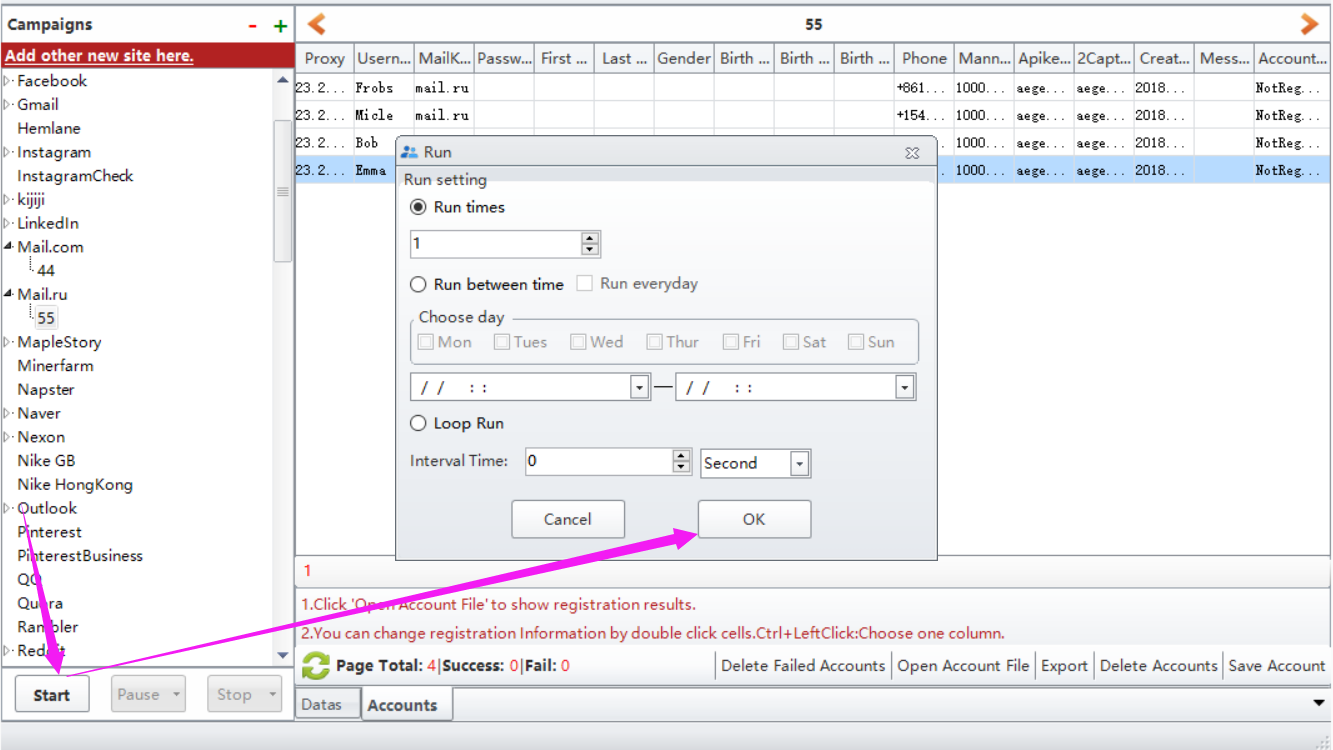 Campaigns - +
55
Add other new site here.
Proxy Usern... MailK... Passw... First ... Last ... Gender Birth ... Birth ... Birth ... Phone Mann... Apike... 2Capt... Creat... Mess... Account...
Facebook
Gmail
Hemlane
Instagram
InstagramCheck
kijiji
LinkedIn
Mail.com
44
Mail.ru
55
MapleStory
Minerfarm
Napster
Naver
Nexon
Nike GB
Nike HongKong
Outlook
Pinterest
PinterestBusiness
QQ
Quora
Rambler
Reddit
Start Pause Stop
23.2... Frobs mail.ru +861... 1000... aege... aege... 2018... NotReg...
23.2... Micle mail.ru +154... 1000... aege... aege... 2018... NotReg...
23.2... Bob . 1000... aege... aege... 2018... NotReg...
23.2... Emma . 1000... aege... aege... 2018... NotReg...
Run
Run setting
Run times
1
Run between time Run everyday
Choose day
Mon Tues Wed Thur Fri Sat Sun
/ / : : — / / : :
Loop Run
Interval Time: 0 Second
Cancel OK
1
1.Click 'Open Account File' to show registration results.
2.You can change registration Information by double click cells.Ctrl+LeftClick:Choose one column.
Page Total: 4|Success: 0|Fail: 0 Delete Failed Accounts Open Account File Export Delete Accounts Save Account
Datas Accounts